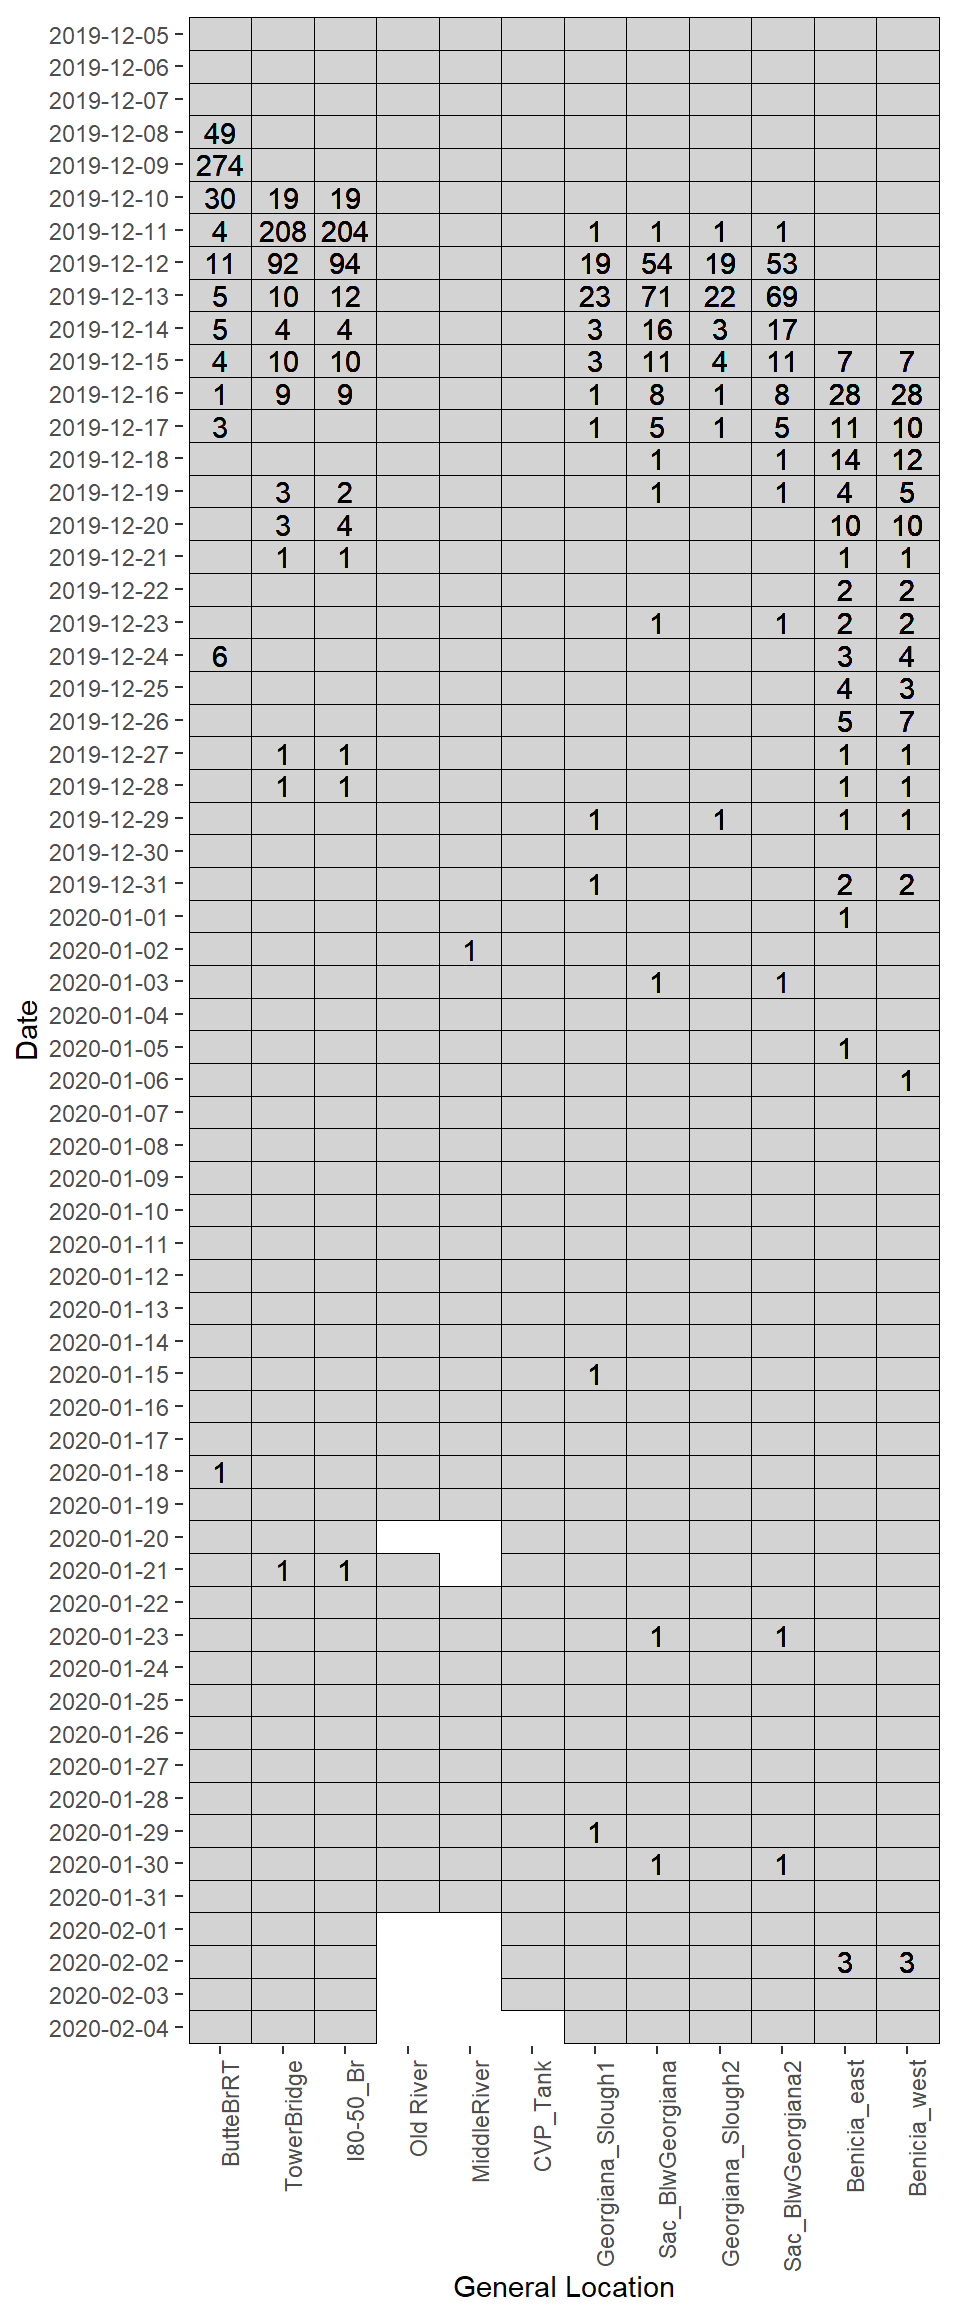 2019-12-05
2019-12-06
2019-12-07
2019-12-08 49
2019-12-09 274
2019-12-10 30 19 19
2019-12-11 4 208 204 1 1 1 1
2019-12-12 11 92 94 19 54 19 53
2019-12-13 5 10 12 23 71 22 69
2019-12-14 5 4 4 3 16 3 17
2019-12-15 4 10 10 3 11 4 11 7 7
2019-12-16 1 9 9 1 8 1 8 28 28
2019-12-17 3 1 5 1 5 11 10
2019-12-18 1 1 14 12
2019-12-19 3 2 1 1 4 5
2019-12-20 3 4 10 10
2019-12-21 1 1 1 1
2019-12-22 2 2
2019-12-23 1 1 2 2
2019-12-24 6 3 4
2019-12-25 4 3
2019-12-26 5 7
2019-12-27 1 1 1 1
2019-12-28 1 1 1 1
2019-12-29 1 1 1 1
2019-12-30
2019-12-31 1 2 2
2020-01-01 1
2020-01-02 1
2020-01-03 1 1
2020-01-04
2020-01-05 1
2020-01-06 1
2020-01-07
2020-01-08
2020-01-09
2020-01-10
2020-01-11
2020-01-12
2020-01-13
2020-01-14
2020-01-15 1
2020-01-16
2020-01-17
2020-01-18 1
2020-01-19
2020-01-20
2020-01-21 1 1
2020-01-22
2020-01-23 1 1
2020-01-24
2020-01-25
2020-01-26
2020-01-27
2020-01-28
2020-01-29 1
2020-01-30 1 1
2020-01-31
2020-02-01
2020-02-02 3 3
2020-02-03
2020-02-04
Date
ButteBrRT
TowerBridge
I80-50_Br
Old River
MiddleRiver
CVP_Tank
Georgiana_Slough1
Sac_BlwGeorgiana
Georgiana_Slough2
Sac_BlwGeorgiana2
Benicia_east
Benicia_west
General Location